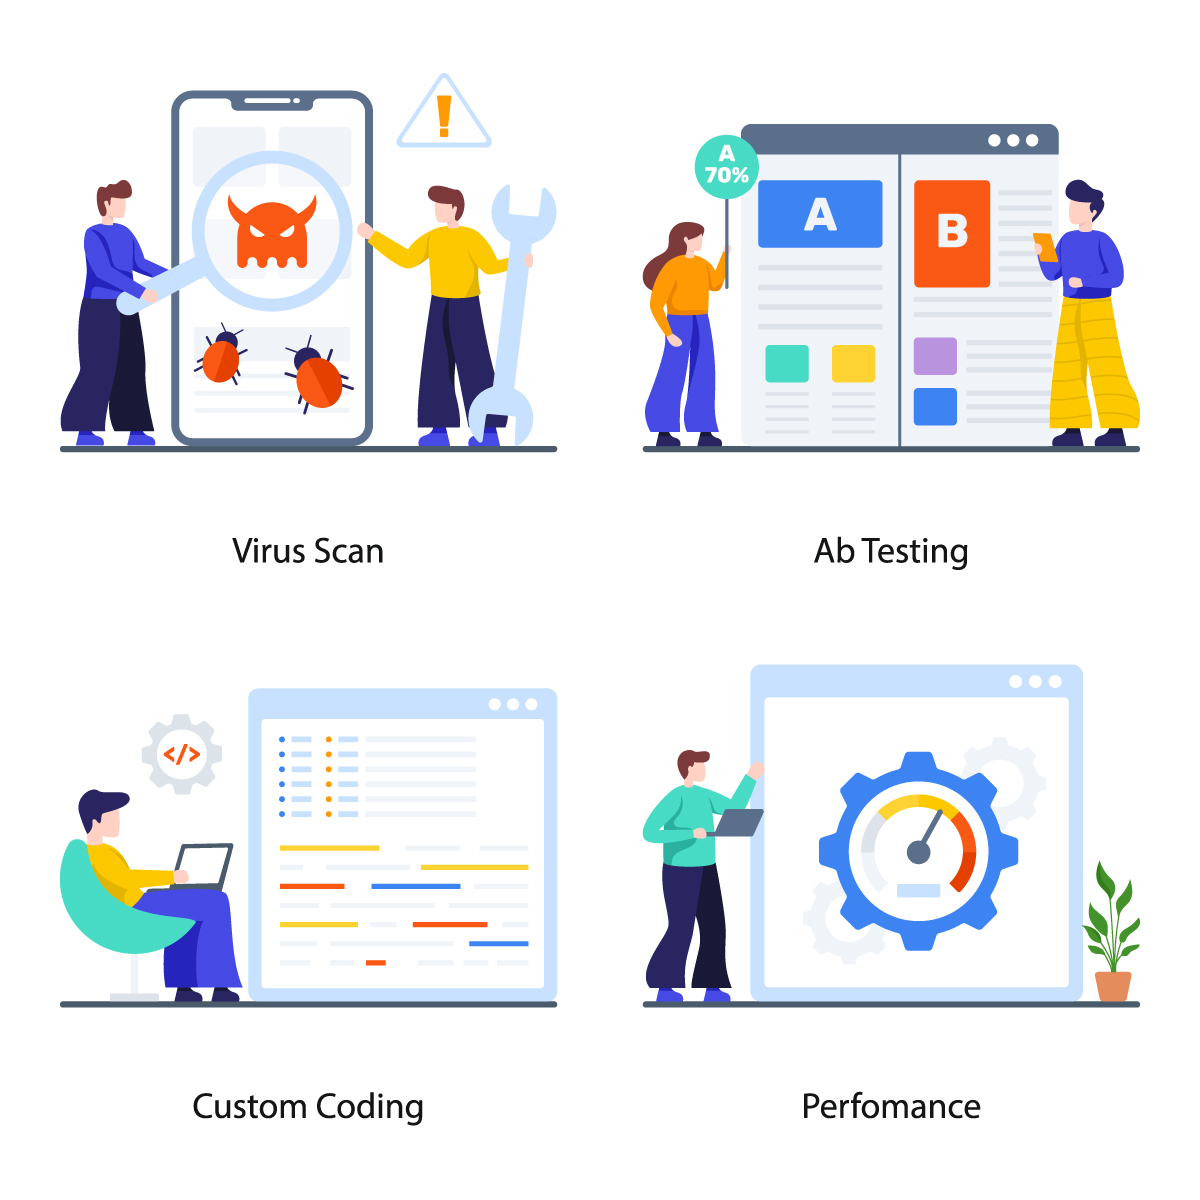 A
70%
A
B
Virus Scan
Ab Testing
</>
Custom Coding
Perfomance